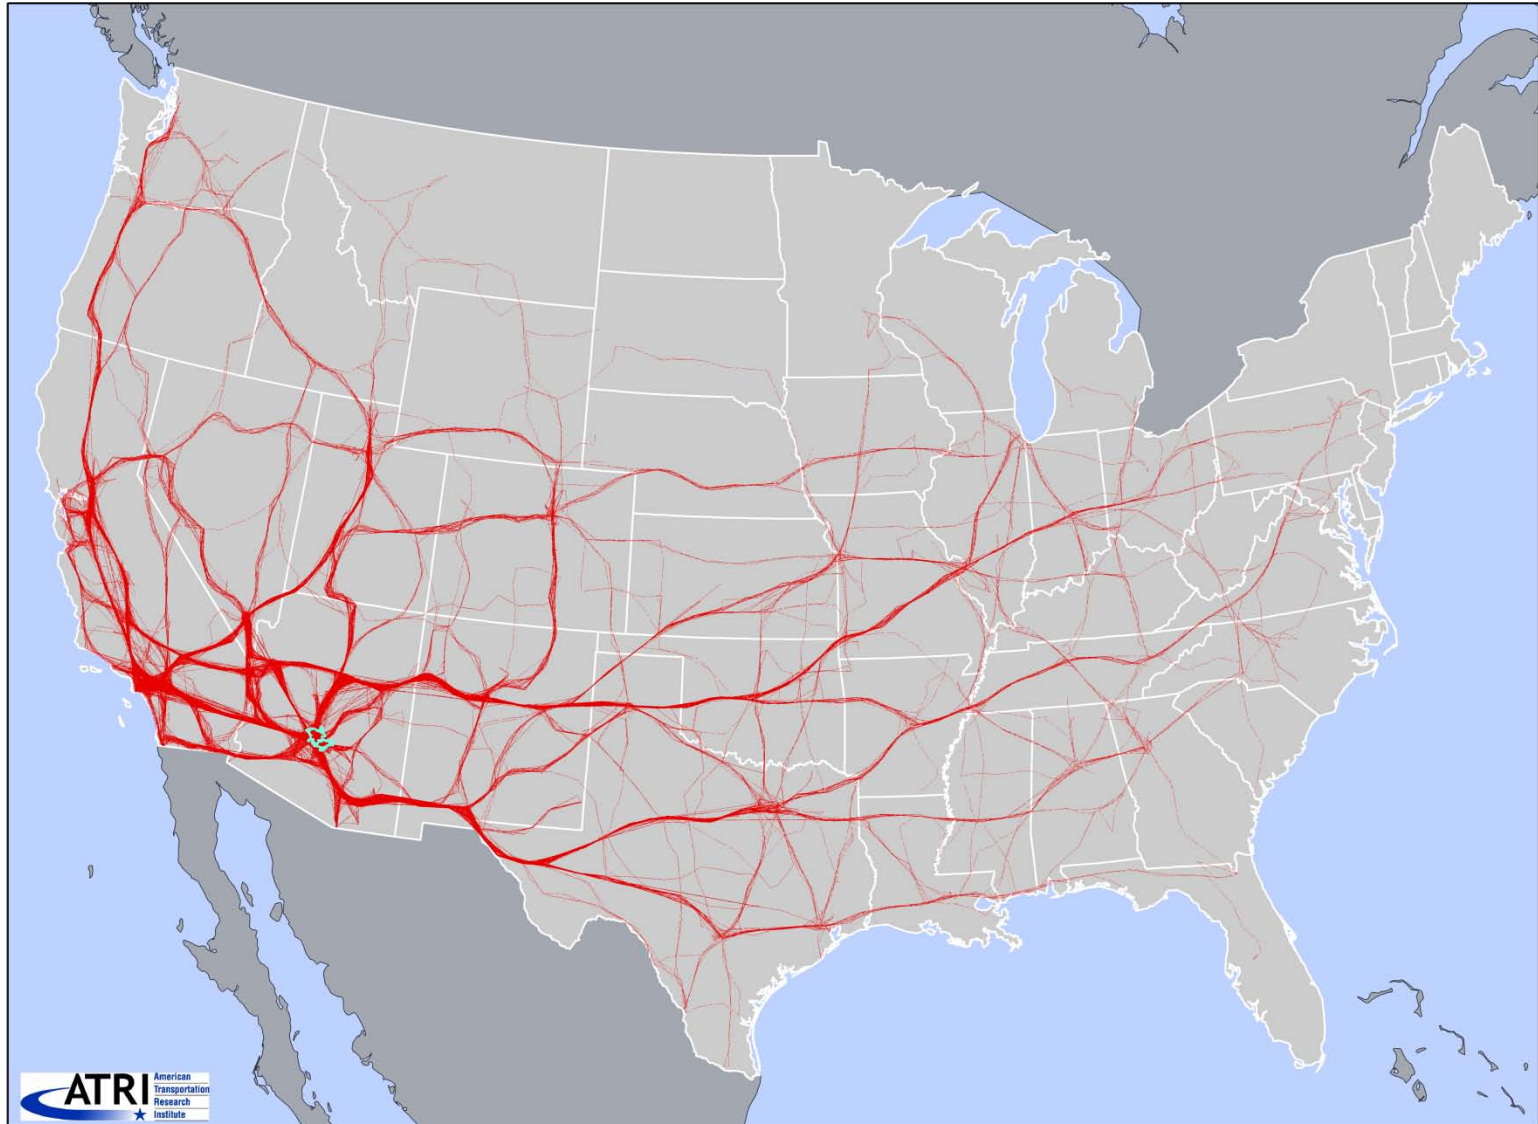 ATRI
American
Transportation
Research
Institute